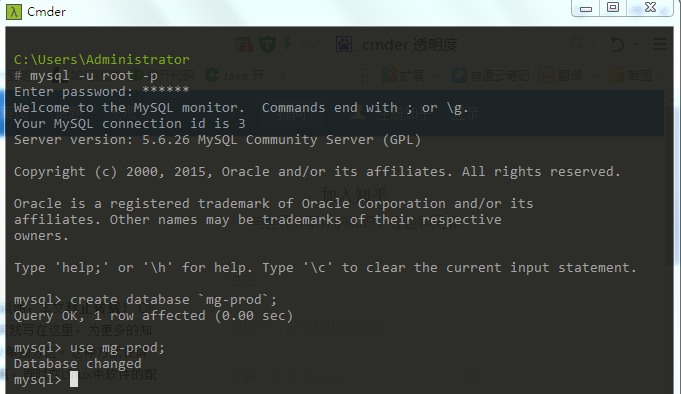 Cmder
cmder 透明度
C:\Users\Administrator
# mysql -u root -p
Enter password: ******
Welcome to the MySQL monitor.  Commands end with ; or \g.
Your MySQL connection id is 3
Server version: 5.6.26 MySQL Community Server (GPL)
Copyright (c) 2000, 2015, Oracle and/or its affiliates. All rights reserved.
Oracle is a registered trademark of Oracle Corporation and/or its
affiliates. Other names may be trademarks of their respective
owners.
Type 'help;' or '\h' for help. Type '\c' to clear the current input statement.
mysql> create database `mg-prod`;
Query OK, 1 row affected (0.00 sec)
mysql> use mg-prod;
Database changed
mysql>